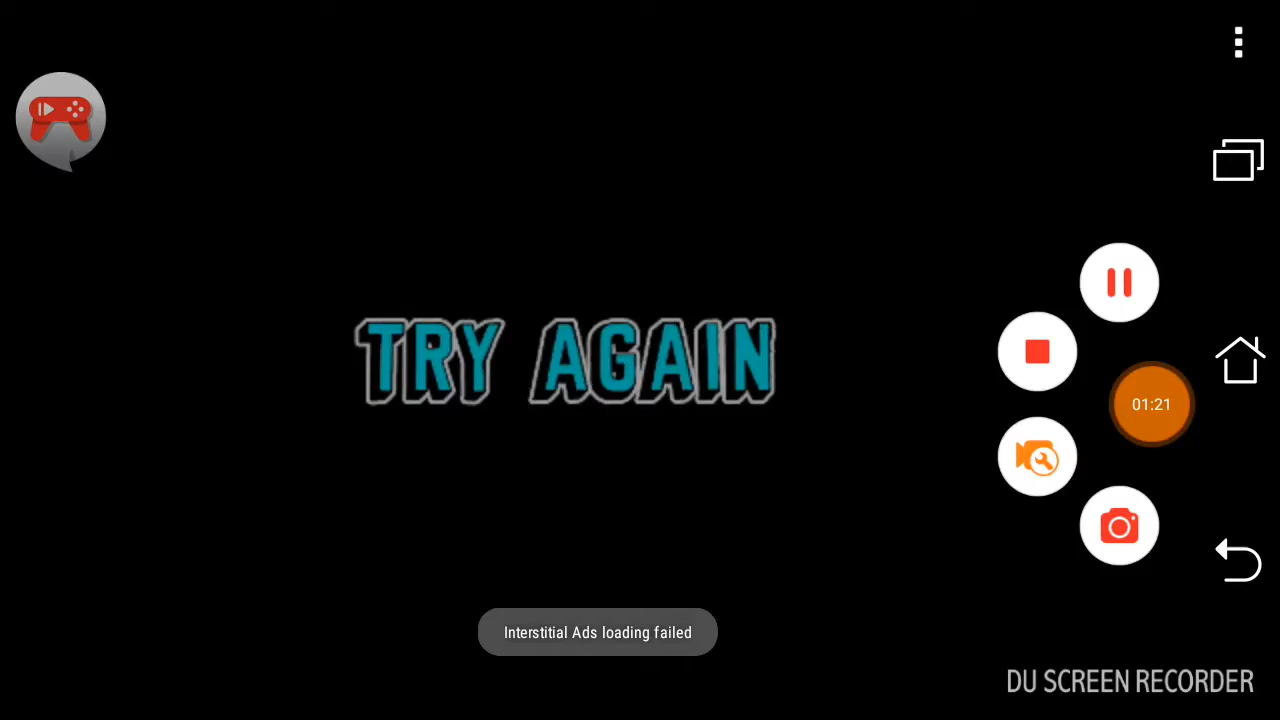 TRY AGAIN
01:21
Interstitial Ads loading failed
DU SCREEN RECORDER